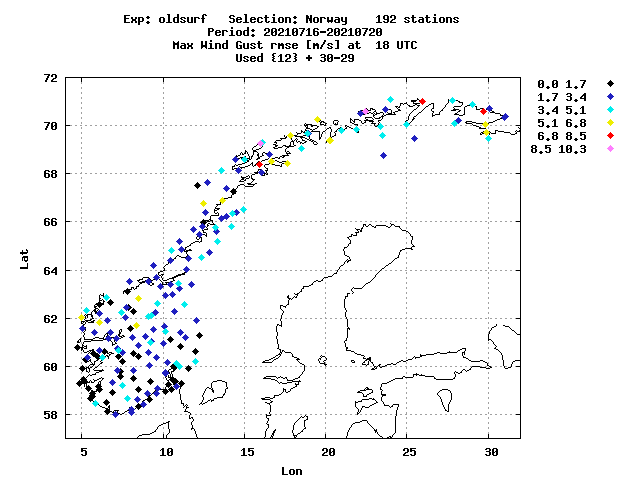 Exp: oldsurf   Selection: Norway    192 stations
Period: 20210716-20210720
Max Wind Gust rmse [m/s] at  18 UTC
Used {12} + 30-29
72
70
68
66
64
62
60
58
Lat
5 10 15 20 25 30
Lon
0.0 1.7
1.7 3.4
3.4 5.1
5.1 6.8
6.8 8.5
8.5 10.3